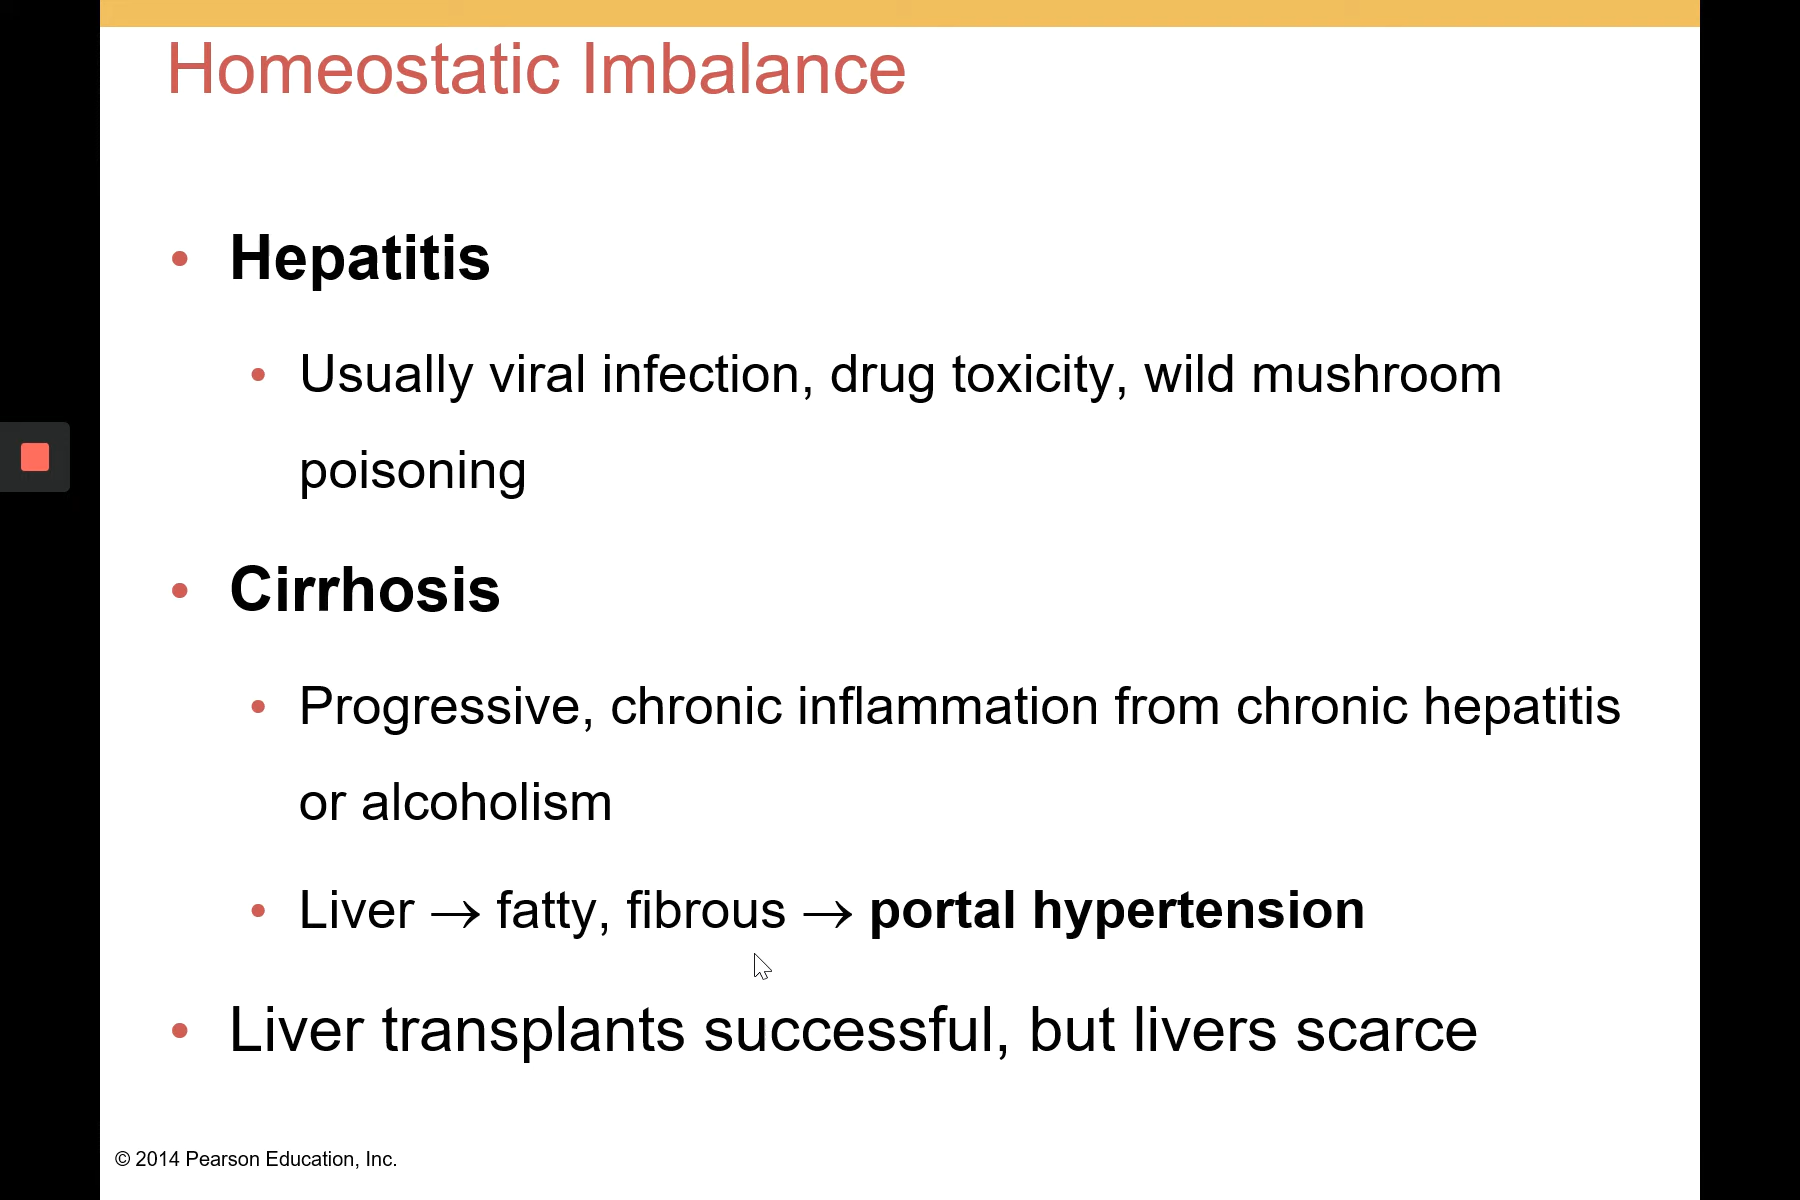 Homeostatic Imbalance
• Hepatitis
• Usually viral infection, drug toxicity, wild mushroom
poisoning
• Cirrhosis
• Progressive, chronic inflammation from chronic hepatitis
or alcoholism
• Liver → fatty, fibrous → portal hypertension
• Liver transplants successful, but livers scarce
© 2014 Pearson Education, Inc.